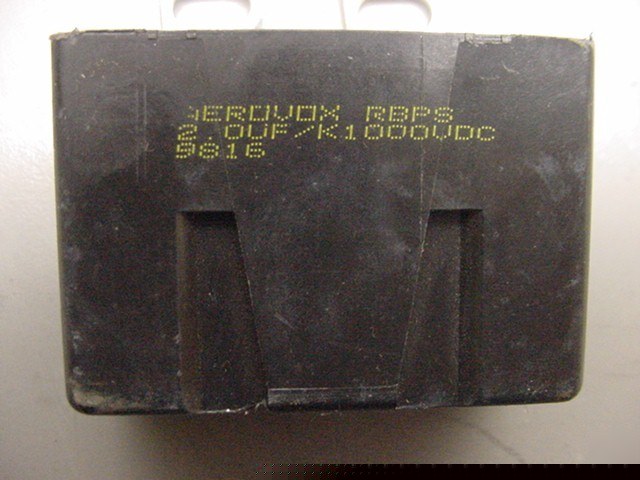 AEROVOX RBPS
2.0UF/K1000VDC
9816